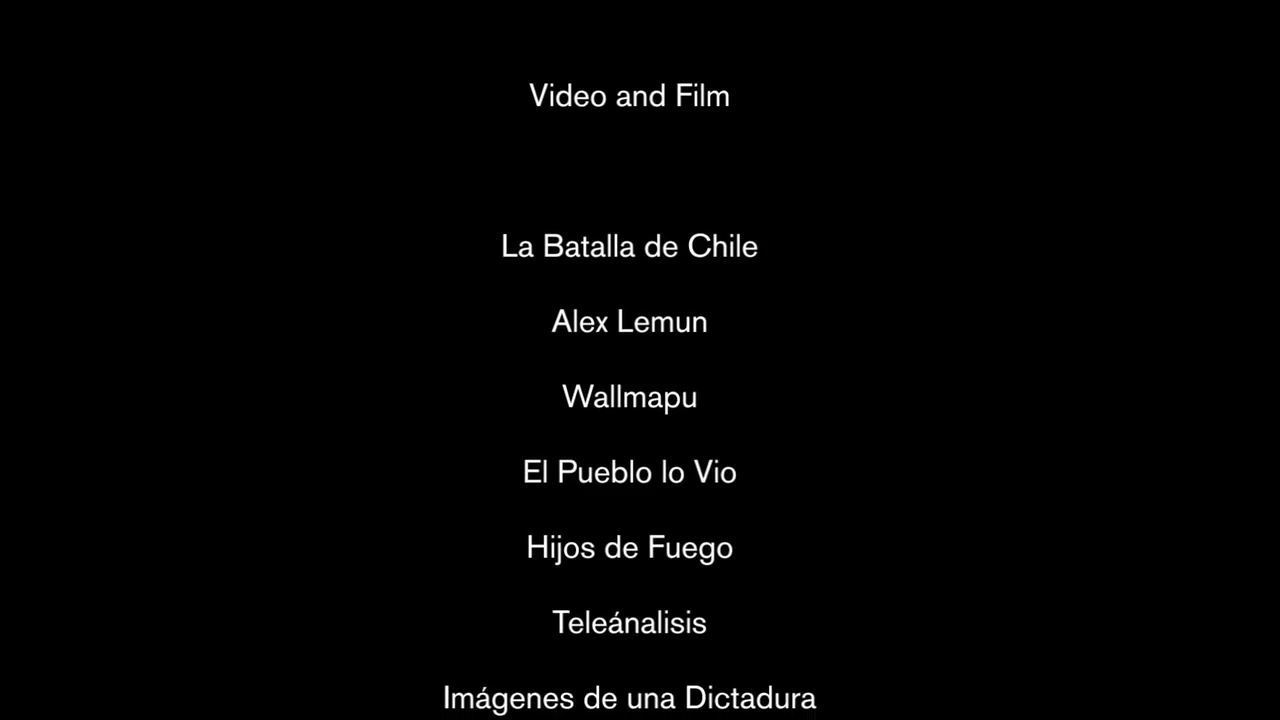 Video and Film
La Batalla de Chile
Alex Lemun
Wallmapu
El Pueblo lo Vio
Hijos de Fuego
Teleánalisis
Imágenes de una Dictadura